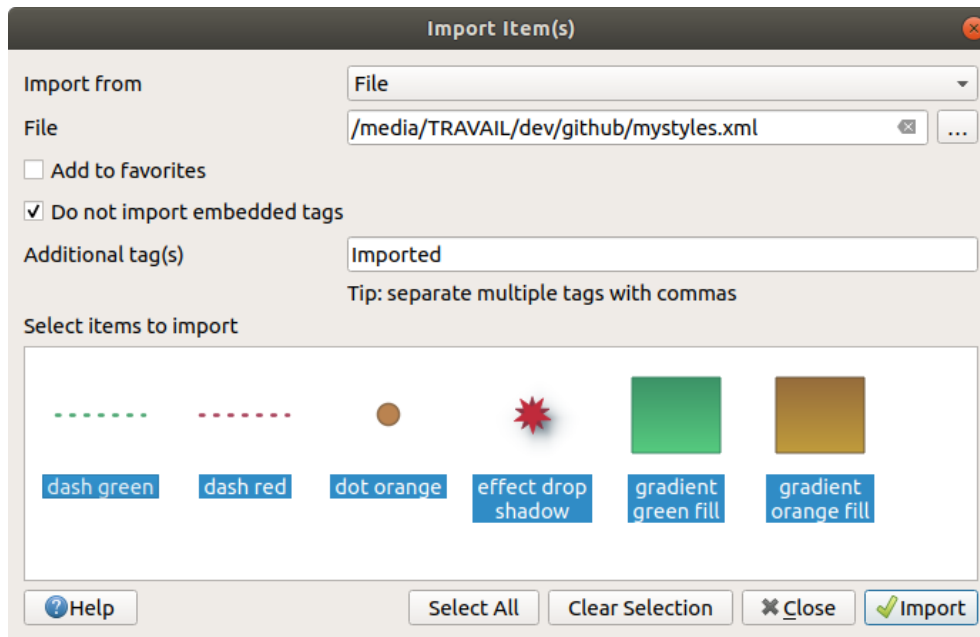 Import Item(s)
Import from File
File /media/TRAVAIL/dev/github/mystyles.xml ...
Add to favorites
Do not import embedded tags
Additional tag(s) Imported
Tip: separate multiple tags with commas
Select items to import
dash green dash red dot orange effect drop gradient gradient
shadow green fill orange fill
Help Select All Clear Selection Close Import